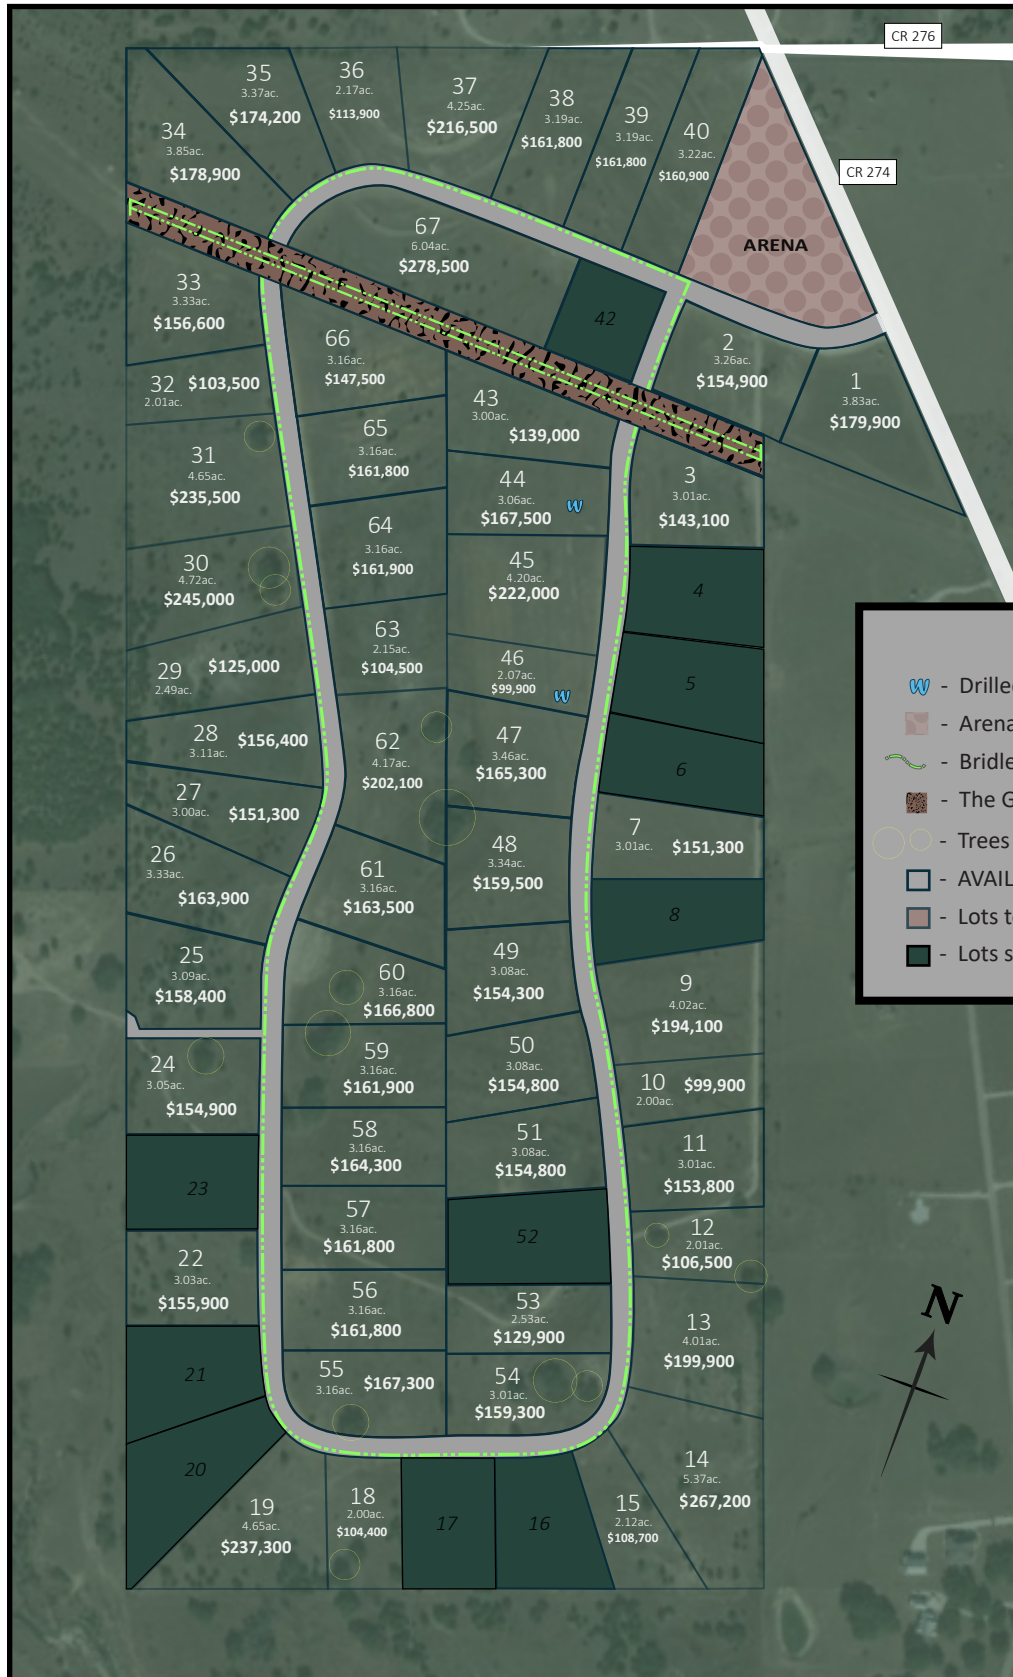 CR 276
CR 274
35
3.37ac.
$174,200
36
2.17ac.
$113,900
37
4.25ac.
$216,500
38
3.19ac.
$161,800
39
3.19ac.
$161,800
40
3.22ac.
$160,900
34
3.85ac.
$178,900
ARENA
67
6.04ac.
$278,500
33
3.33ac.
$156,600
42
2
3.26ac.
$154,900
1
3.83ac.
$179,900
66
3.16ac.
$147,500
32 $103,500
2.01ac.
43
3.00ac.
$139,000
65
3.16ac.
$161,800
31
4.65ac.
$235,500
44
3.06ac.
$167,500
W
3
3.01ac.
$143,100
64
3.16ac.
$161,900
30
4.72ac.
$245,000
45
4.20ac.
$222,000
4
63
2.15ac.
$104,500
29 $125,000
2.49ac.
46
2.07ac.
$99,900
W
5
28 $156,400
3.11ac.
62
4.17ac.
$202,100
47
3.46ac.
$165,300
6
27
3.00ac.
$151,300
7
3.01ac.
$151,300
26
3.33ac.
$163,900
61
3.16ac.
$163,500
48
3.34ac.
$159,500
8
25
3.09ac.
$158,400
60
3.16ac.
$166,800
49
3.08ac.
$154,300
9
4.02ac.
$194,100
24
3.05ac.
$154,900
59
3.16ac.
$161,900
50
3.08ac.
$154,800
10 $99,900
2.00ac.
58
3.16ac.
$164,300
51
3.08ac.
$154,800
11
3.01ac.
$153,800
23
57
3.16ac.
$161,800
52
12
2.01ac.
$106,500
22
3.03ac.
$155,900
56
3.16ac.
$161,800
53
2.53ac.
$129,900
13
4.01ac.
$199,900
21
55
3.16ac.
$167,300
54
3.01ac.
$159,300
20
19
4.65ac.
$237,300
18
2.00ac.
$104,400
17
16
15
2.12ac.
$108,700
14
5.37ac.
$267,200
W - Drille
- Arena
- Bridle
- The G
- Trees
- AVAIL
- Lots t
- Lots s
N